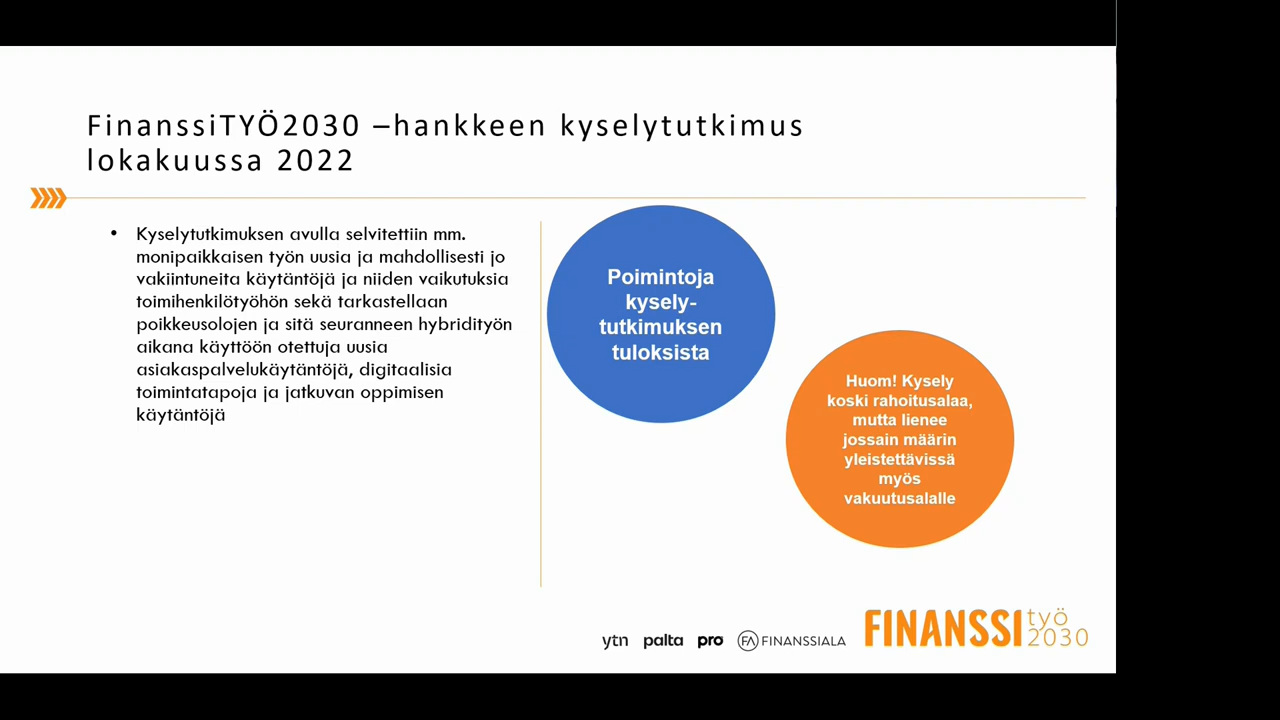 FinanssiTYÖ2030 –hankkeen kyselytutkimus
lokakuussa 2022
• Kyselytutkimuksen avulla selvitettiin mm.
monipaikkaisen työn uusia ja mahdollisesti jo
vakiintuneita käytäntöjä ja niiden vaikutuksia
toimihenkilötyöhön sekä tarkastellaan
poikkeusolojen ja sitä seuranneen hybridityön
aikana käyttöön otettuja uusia
asiakaspalvelukäytäntöjä, digitaalisia
toimintatapoja ja jatkuvan oppimisen
käytäntöjä
Poimintoja
kysely-
tutkimuksen
tuloksista
Huom! Kysely
koski rahoitusalaa,
mutta lienee
jossain määrin
yleistettävissä
myös
vakuutusalalle
ytn palta pro FA FINANSSIALA
FINANSSI työ
2030